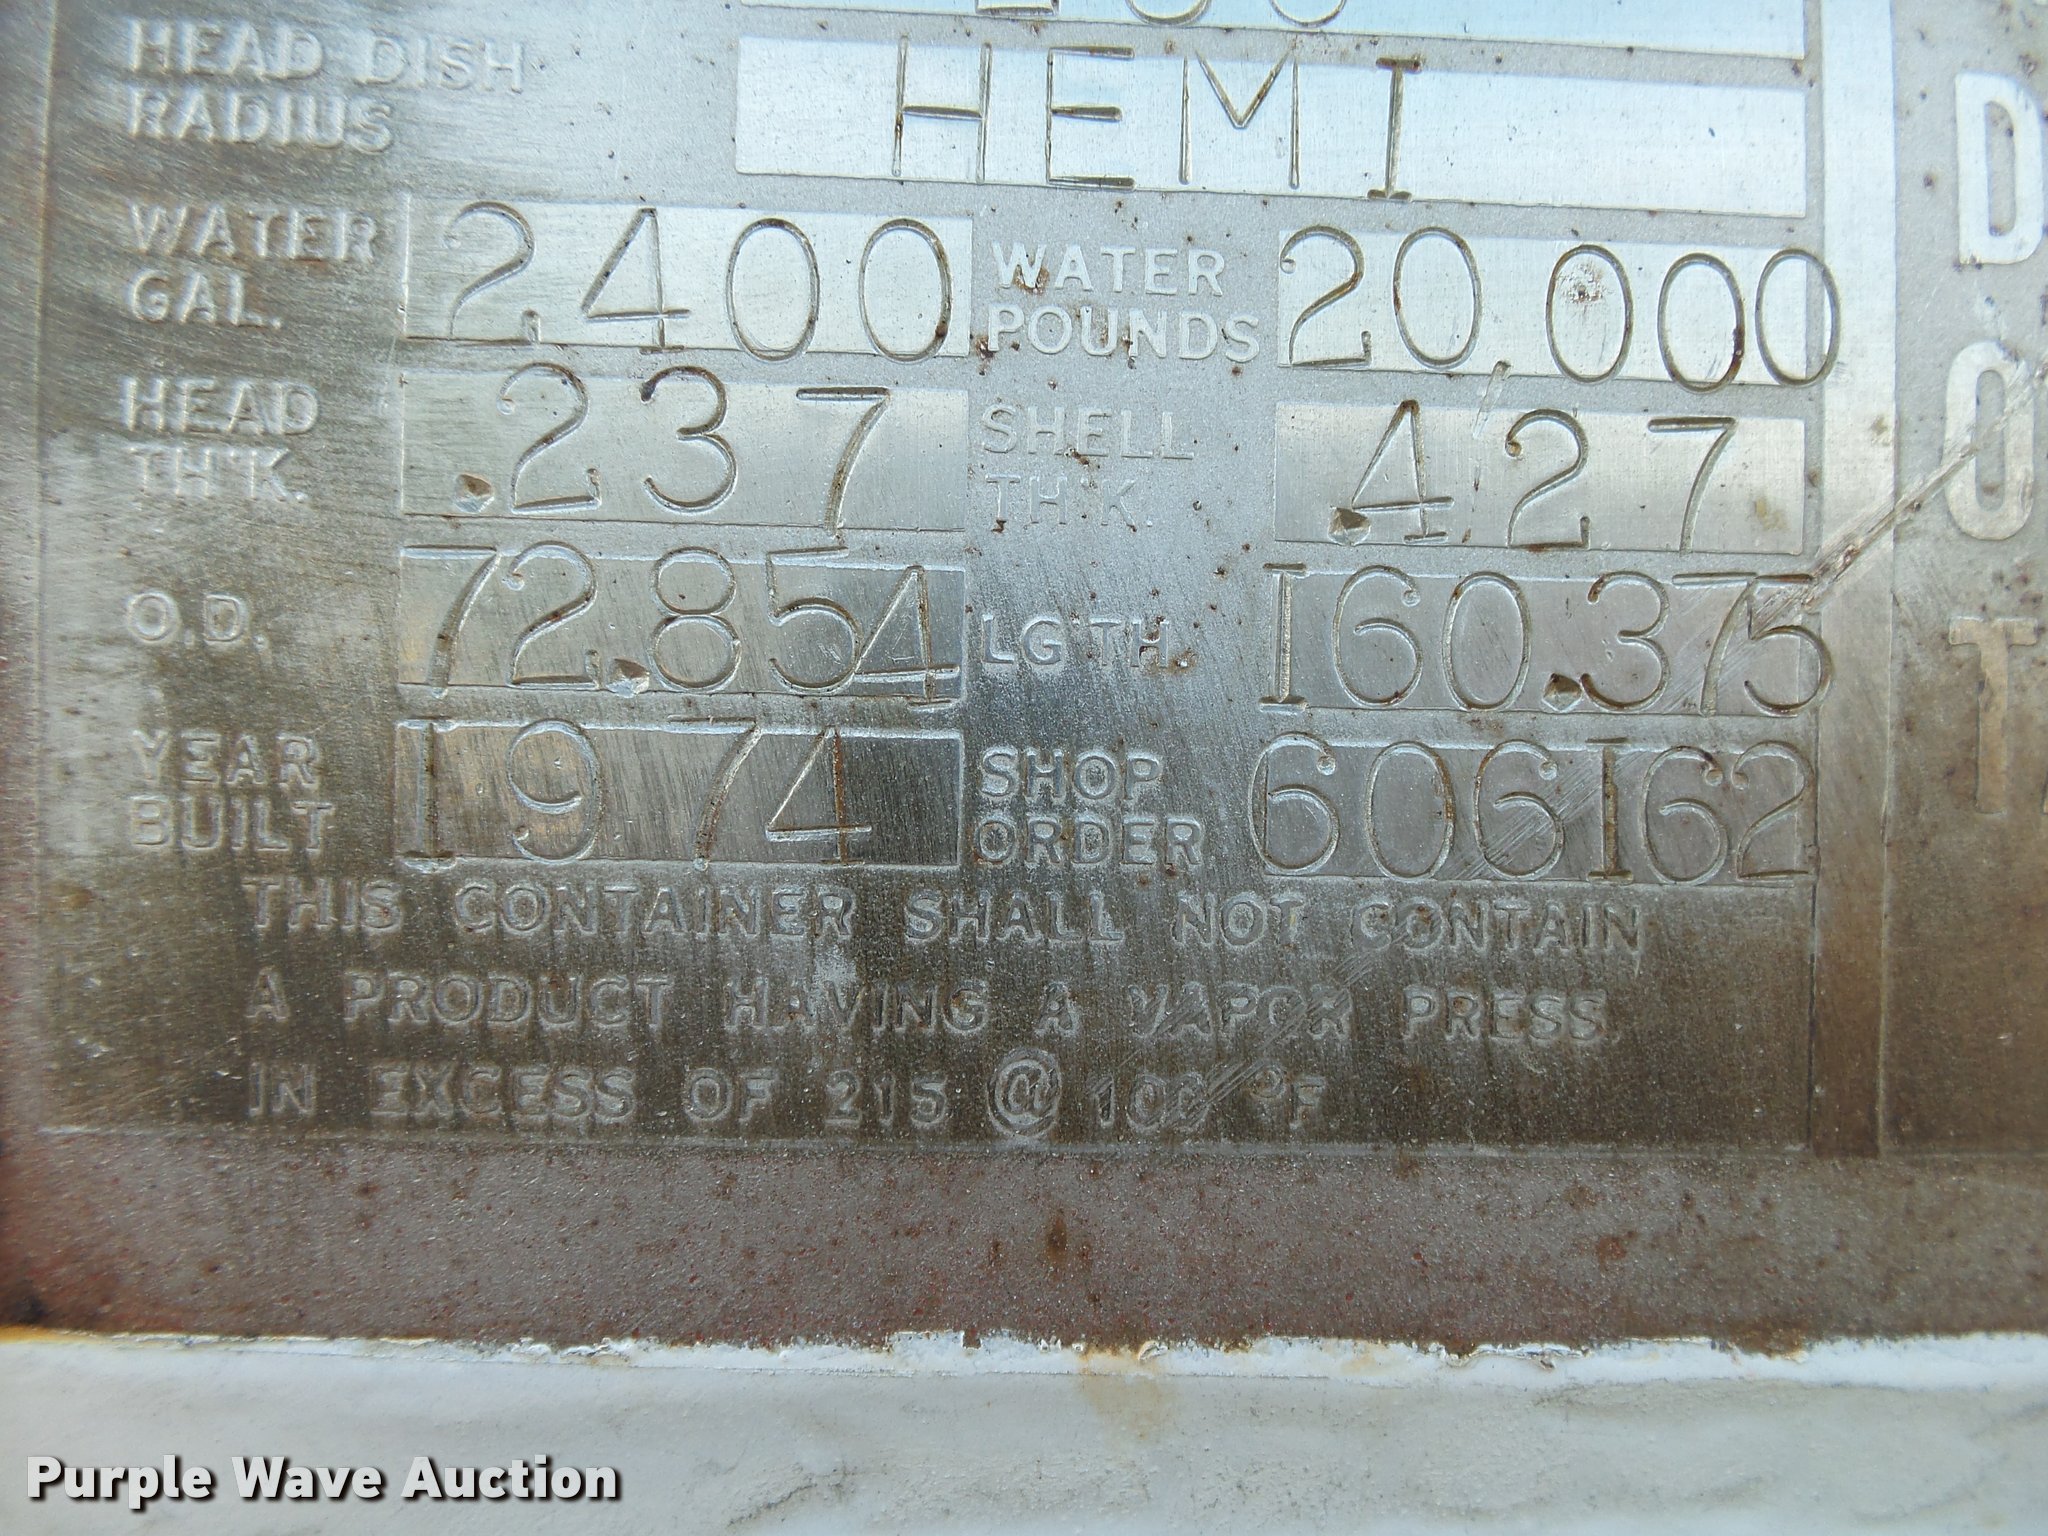 HEAD DISH RADIUS HEMI
WATER GAL. 2400 WATER POUNDS 20,000
HEAD TH'K. .237 SHELL TH'K. .427
O.D. 72.854 LGTH 160.375
YEAR BUILT 1974 SHOP ORDER 606162
THIS CONTAINER SHALL NOT CONTAIN
A PRODUCT HAVING A VAPOR PRESS.
IN EXCESS OF 215 @ 100 °F.
D
O
T
Purple Wave Auction